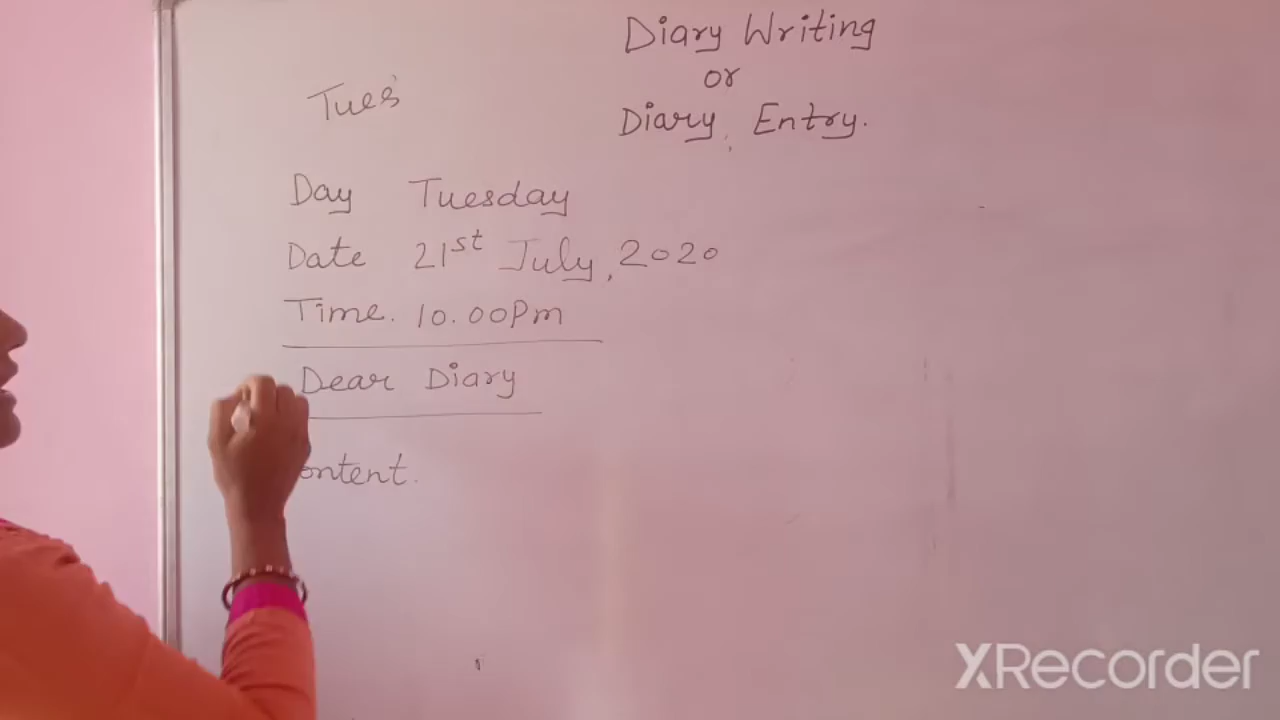 Diary Writing
or
Diary Entry.
Tues
Day Tuesday
Date 21st July, 2020
Time. 10.00Pm
Dear Diary
ontent.
XRecorder